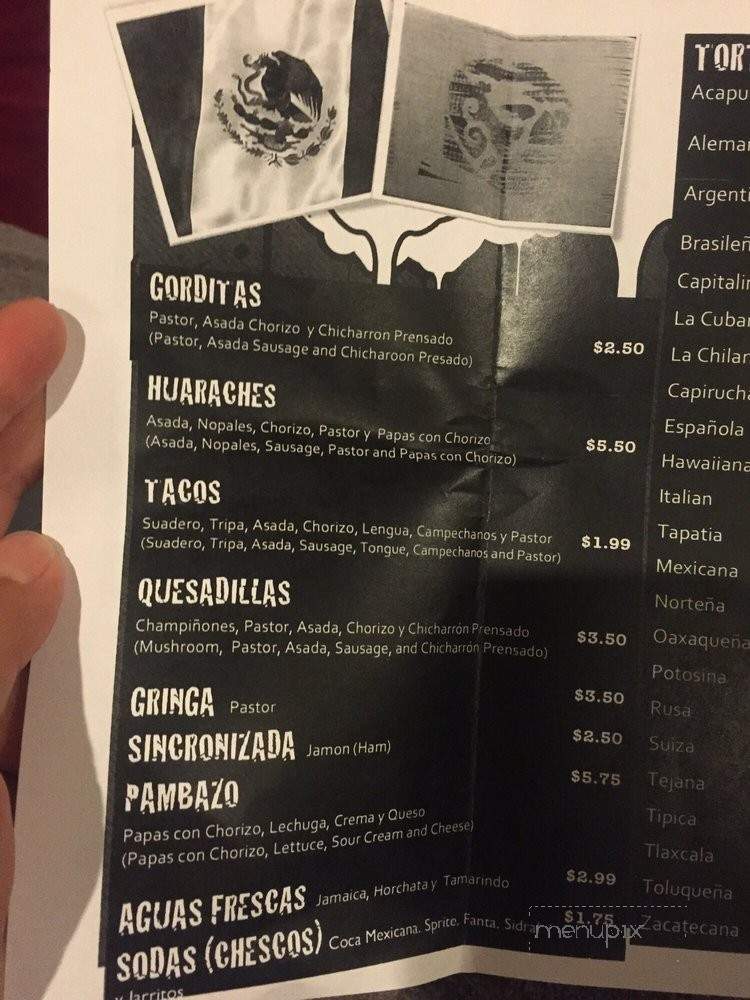 GORDITAS
Pastor, Asada Chorizo y Chicharron Prensado
(Pastor, Asada Sausage and Chicharoon Presado)
$2.50
HUARACHES
Asada, Nopales, Chorizo, Pastor y Papas con Chorizo
(Asada, Nopales, Sausage, Pastor and Papas con Chorizo)
$5.50
TACOS
Suadero, Tripa, Asada, Chorizo, Lengua, Campechanos y Pastor
(Suadero, Tripa, Asada, Sausage, Tongue, Campechanos and Pastor)
$1.99
QUESADILLAS
Champiñones, Pastor, Asada, Chorizo y Chicharrón Prensado
(Mushroom, Pastor, Asada, Sausage, and Chicharrón Prensado)
$3.50
GRINGA Pastor $3.50
SINCRONIZADA Jamon (Ham) $2.50
PAMBAZO $5.75
Papas con Chorizo, Lechuga, Crema y Queso
(Papas con Chorizo, Lettuce, Sour Cream and Cheese)
AGUAS FRESCAS Jamaica, Horchata y Tamarindo $2.99
SODAS (CHESCOS) Coca Mexicana, Sprite, Fanta, Sidra $1.75
y Jarritos
TOR
Acapu
Alema
Argenti
Brasileñ
Capitalin
La Cuba
La Chilan
Capiruch
Española
Hawaiiana
Italian
Tapatia
Mexicana
Norteña
Oaxaqueña
Potosina
Rusa
Suiza
Tejana
Tipica
Tlaxcala
Toluqueña
Zacatecana
menupix